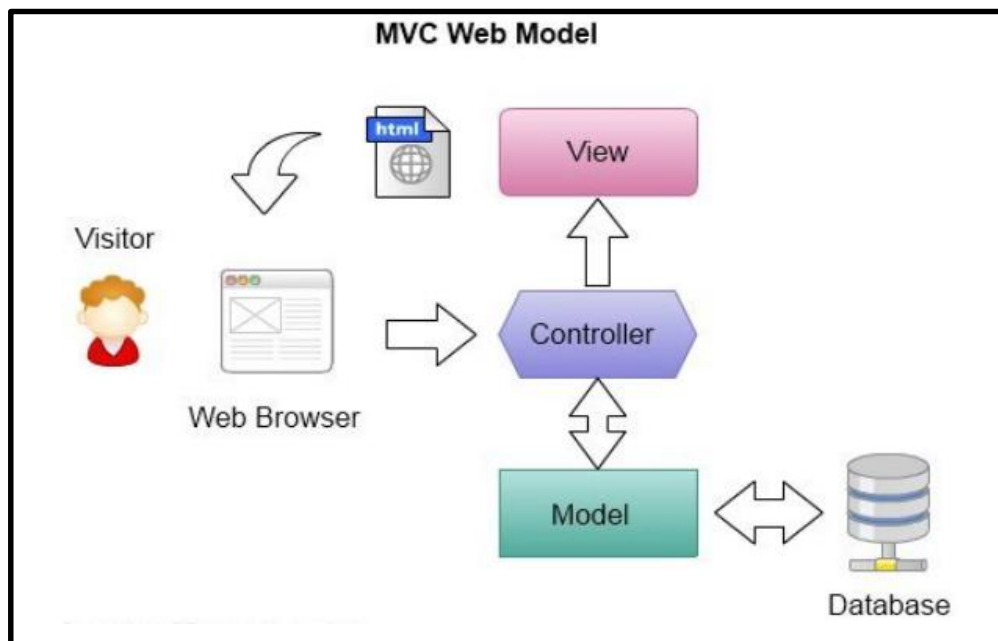 MVC Web Model
html
View
Visitor
Controller
Web Browser
Model
Database